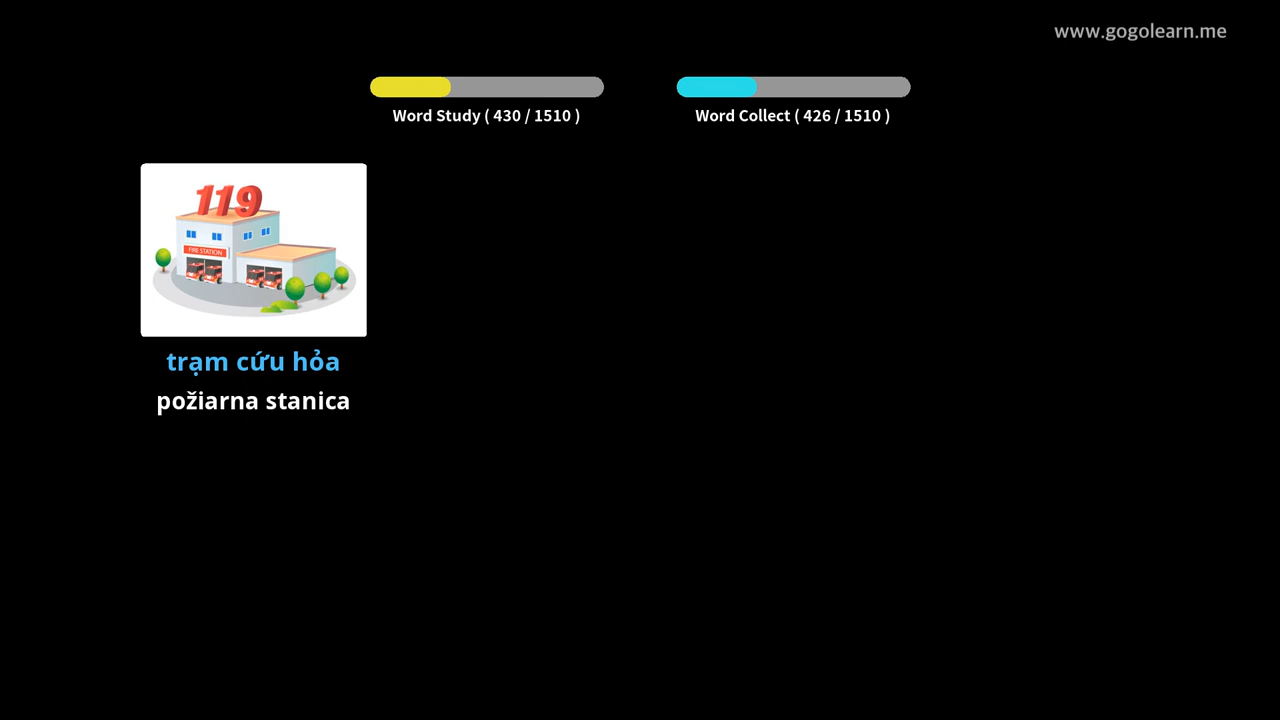 www.gogolearn.me
Word Study ( 430 / 1510 )
Word Collect ( 426 / 1510 )
119
FIRE STATION
trạm cứu hỏa
požiarna stanica